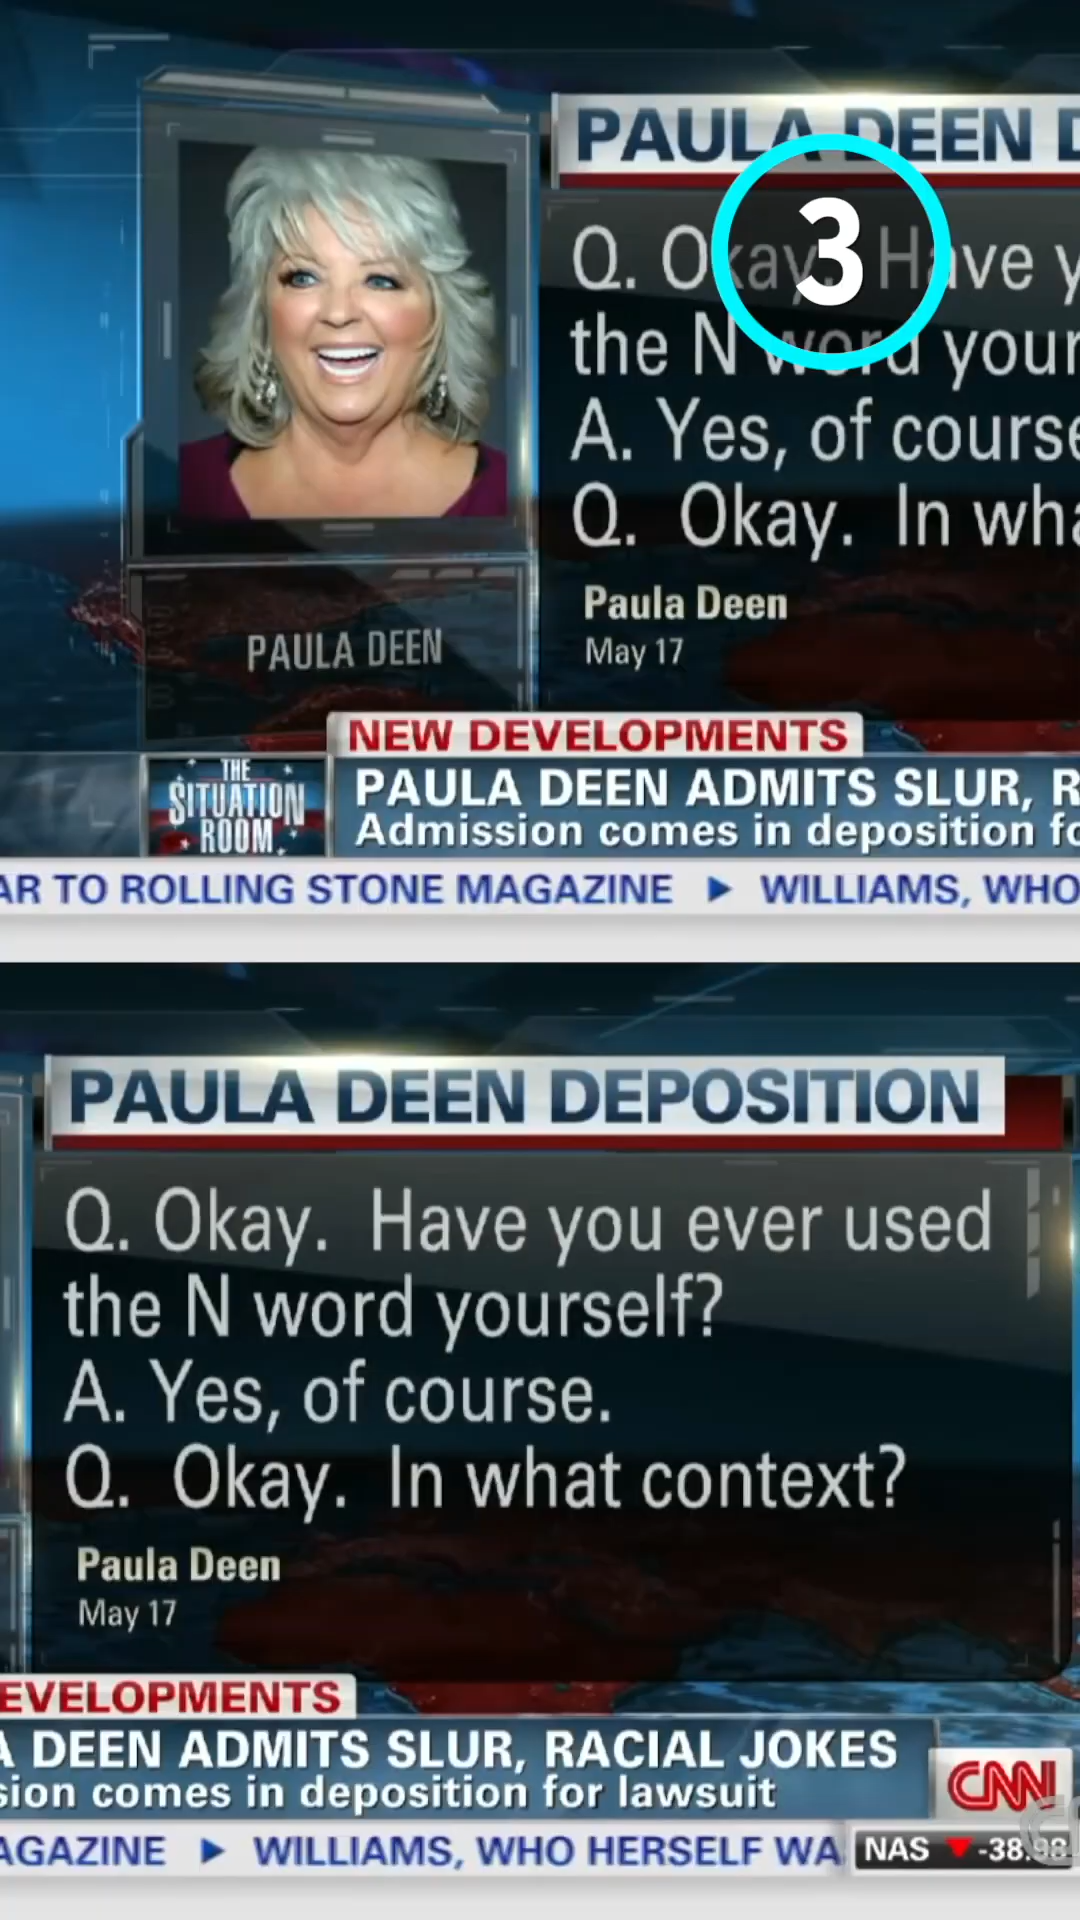 PAULA DEEN D
3
Q. Okay. Have y
the N word your
A. Yes, of course
Q. Okay. In wha
Paula Deen
May 17
PAULA DEEN
NEW DEVELOPMENTS
THE
SITUATION
ROOM
PAULA DEEN ADMITS SLUR, R
Admission comes in deposition fo
AR TO ROLLING STONE MAGAZINE ▶ WILLIAMS, WHO
PAULA DEEN DEPOSITION
Q. Okay. Have you ever used
the N word yourself?
A. Yes, of course.
Q. Okay. In what context?
Paula Deen
May 17
EVELOPMENTS
A DEEN ADMITS SLUR, RACIAL JOKES
sion comes in deposition for lawsuit
CNN
AGAZINE ▶ WILLIAMS, WHO HERSELF WA
NAS ▼ -38.98